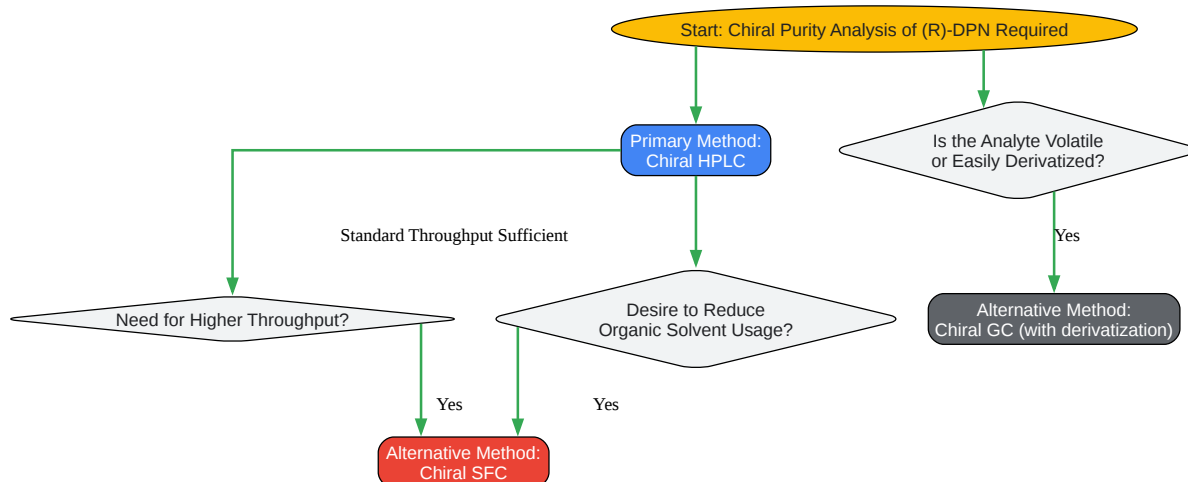 Start: Chiral Purity Analysis of (R)-DPN Required
Primary Method:
Chiral HPLC
Is the Analyte Volatile
or Easily Derivatized?
Standard Throughput Sufficient
Yes
Need for Higher Throughput?
Desire to Reduce
Organic Solvent Usage?
Alternative Method:
Chiral GC (with derivatization)
Yes
Yes
Alternative Method:
Chiral SFC